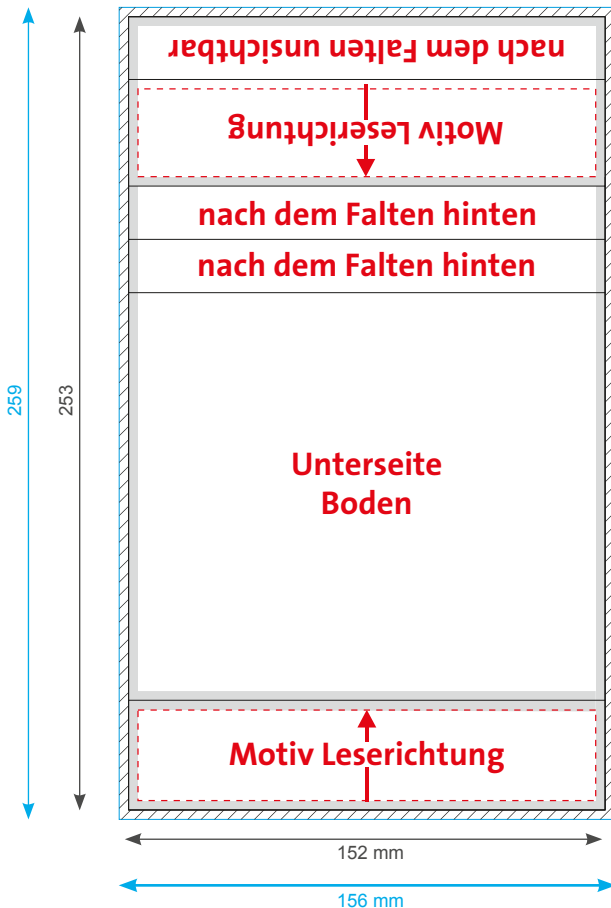 nach dem Falten unsichtbar
Motiv Leserichtung
nach dem Falten hinten
nach dem Falten hinten
259
253
Unterseite
Boden
Motiv Leserichtung
152 mm
156 mm